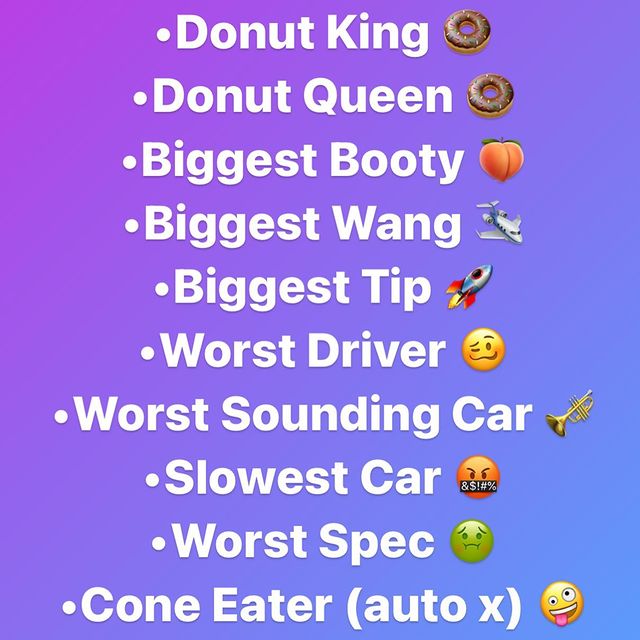 •Donut King 🍩
•Donut Queen 🍩
•Biggest Booty 🍑
•Biggest Wang 🛩️
•Biggest Tip 🚀
•Worst Driver 🥴
•Worst Sounding Car 🎺
•Slowest Car 🤬
•Worst Spec 🤢
•Cone Eater (auto x) 🤪